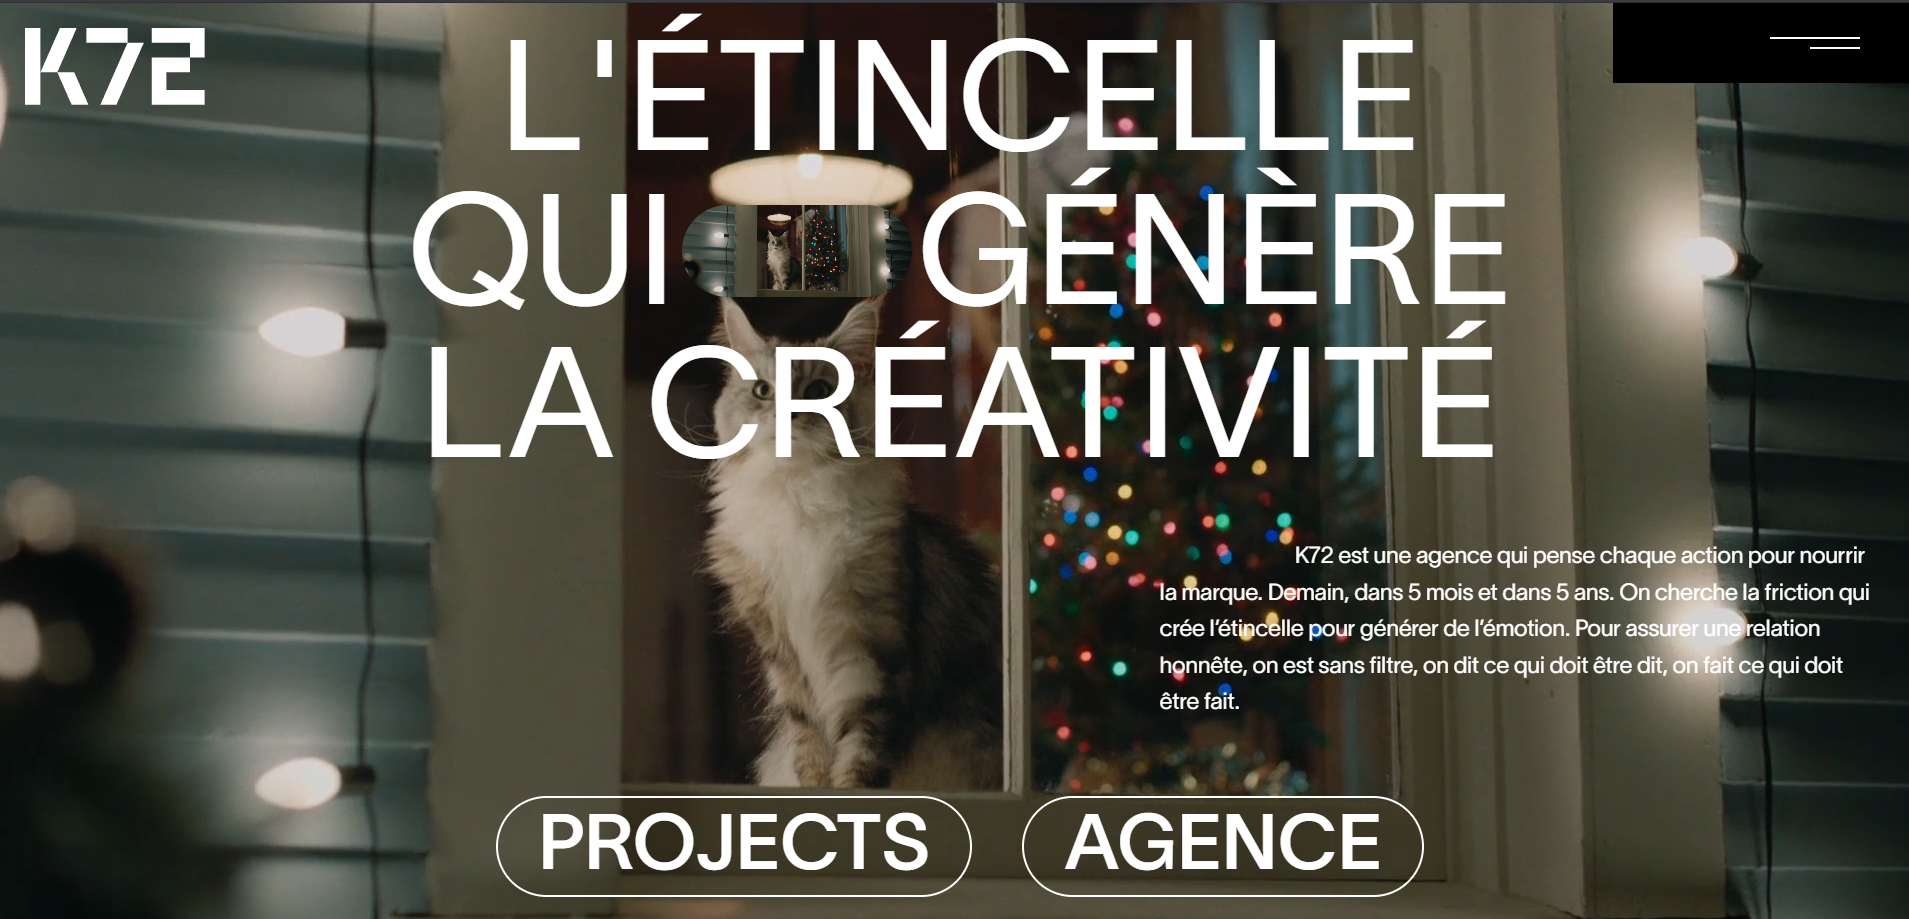 K72
L'ÉTINCELLE
QUI GÉNÈRE
LA CRÉATIVITÉ
K72 est une agence qui pense chaque action pour nourrir
la marque. Demain, dans 5 mois et dans 5 ans. On cherche la friction qui
crée l’étincelle pour générer de l’émotion. Pour assurer une relation
honnête, on est sans filtre, on dit ce qui doit être dit, on fait ce qui doit
être fait.
PROJECTS
AGENCE